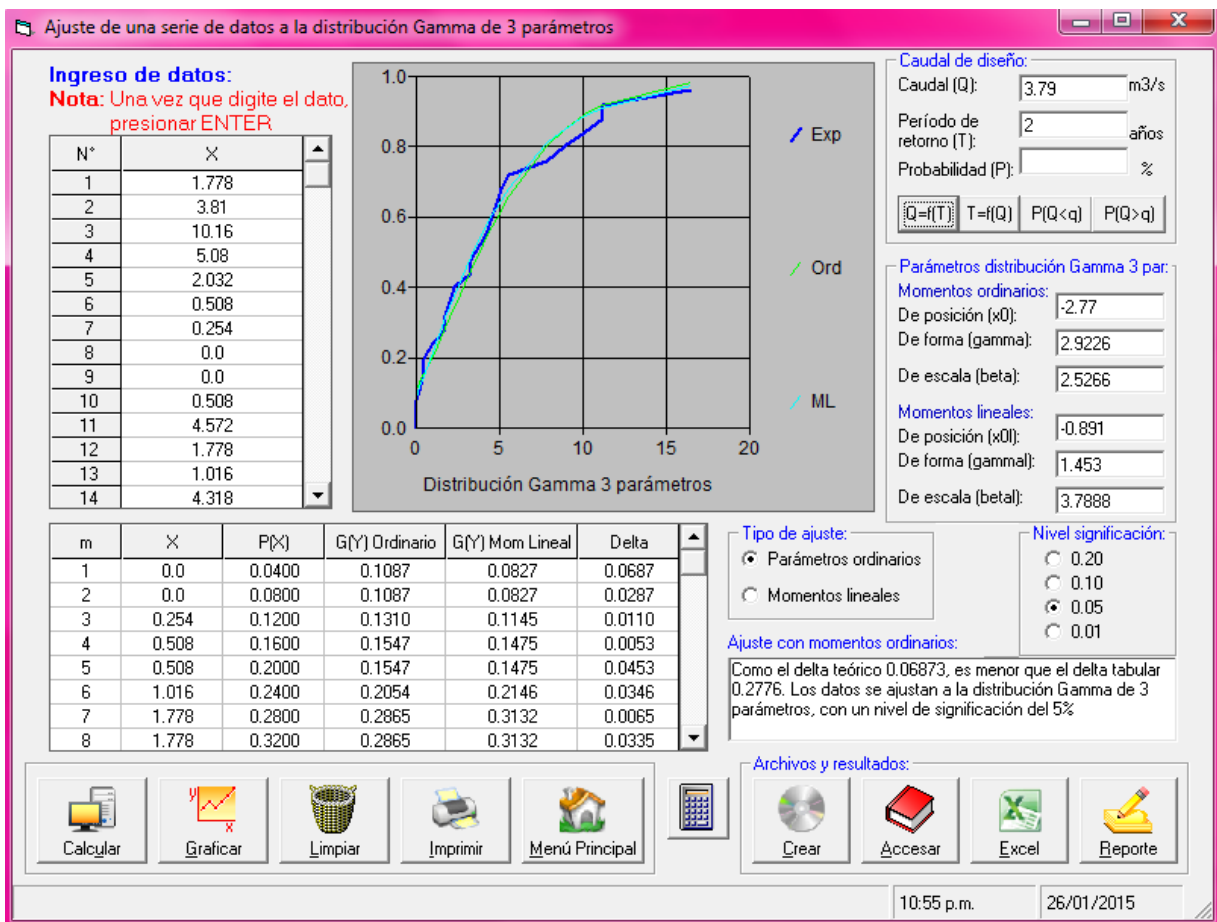 Ajuste de una serie de datos a la distribución Gamma de 3 parámetros
Ingreso de datos:
Nota: Una vez que digite el dato,
presionar ENTER
N° X
1 1.778
2 3.81
3 10.16
4 5.08
5 2.032
6 0.508
7 0.254
8 0.0
9 0.0
10 0.508
11 4.572
12 1.778
13 1.016
14 4.318
1.0
0.8
0.6
0.4
0.2
0.0
0 5 10 15 20
Distribución Gamma 3 parámetros
Exp
Ord
ML
Caudal de diseño:
Caudal (Q): 3.79 m3/s
Período de
retorno (T): 2 años
Probabilidad (P): %
Q=f(T) T=f(Q) P(Q<q) P(Q>q)
Parámetros distribución Gamma 3 par:
Momentos ordinarios:
De posición (x0): -2.77
De forma (gamma): 2.9226
De escala (beta): 2.5266
Momentos lineales:
De posición (x0l): -0.891
De forma (gammal): 1.453
De escala (betal): 3.7888
m X P(X) G(Y) Ordinario G(Y) Mom Lineal Delta
1 0.0 0.0400 0.1087 0.0827 0.0687
2 0.0 0.0800 0.1087 0.0827 0.0287
3 0.254 0.1200 0.1310 0.1145 0.0110
4 0.508 0.1600 0.1547 0.1475 0.0053
5 0.508 0.2000 0.1547 0.1475 0.0453
6 1.016 0.2400 0.2054 0.2146 0.0346
7 1.778 0.2800 0.2865 0.3132 0.0065
8 1.778 0.3200 0.2865 0.3132 0.0335
Tipo de ajuste:
Parámetros ordinarios
Momentos lineales
Nivel significación:
0.20
0.10
0.05
0.01
Ajuste con momentos ordinarios:
Como el delta teórico 0.06873, es menor que el delta tabular
0.2776. Los datos se ajustan a la distribución Gamma de 3
parámetros, con un nivel de significación del 5%
Calcular Graficar Limpiar Imprimir Menú Principal
y
x
Archivos y resultados:
Crear Accesar Excel Reporte
10:55 p.m. 26/01/2015